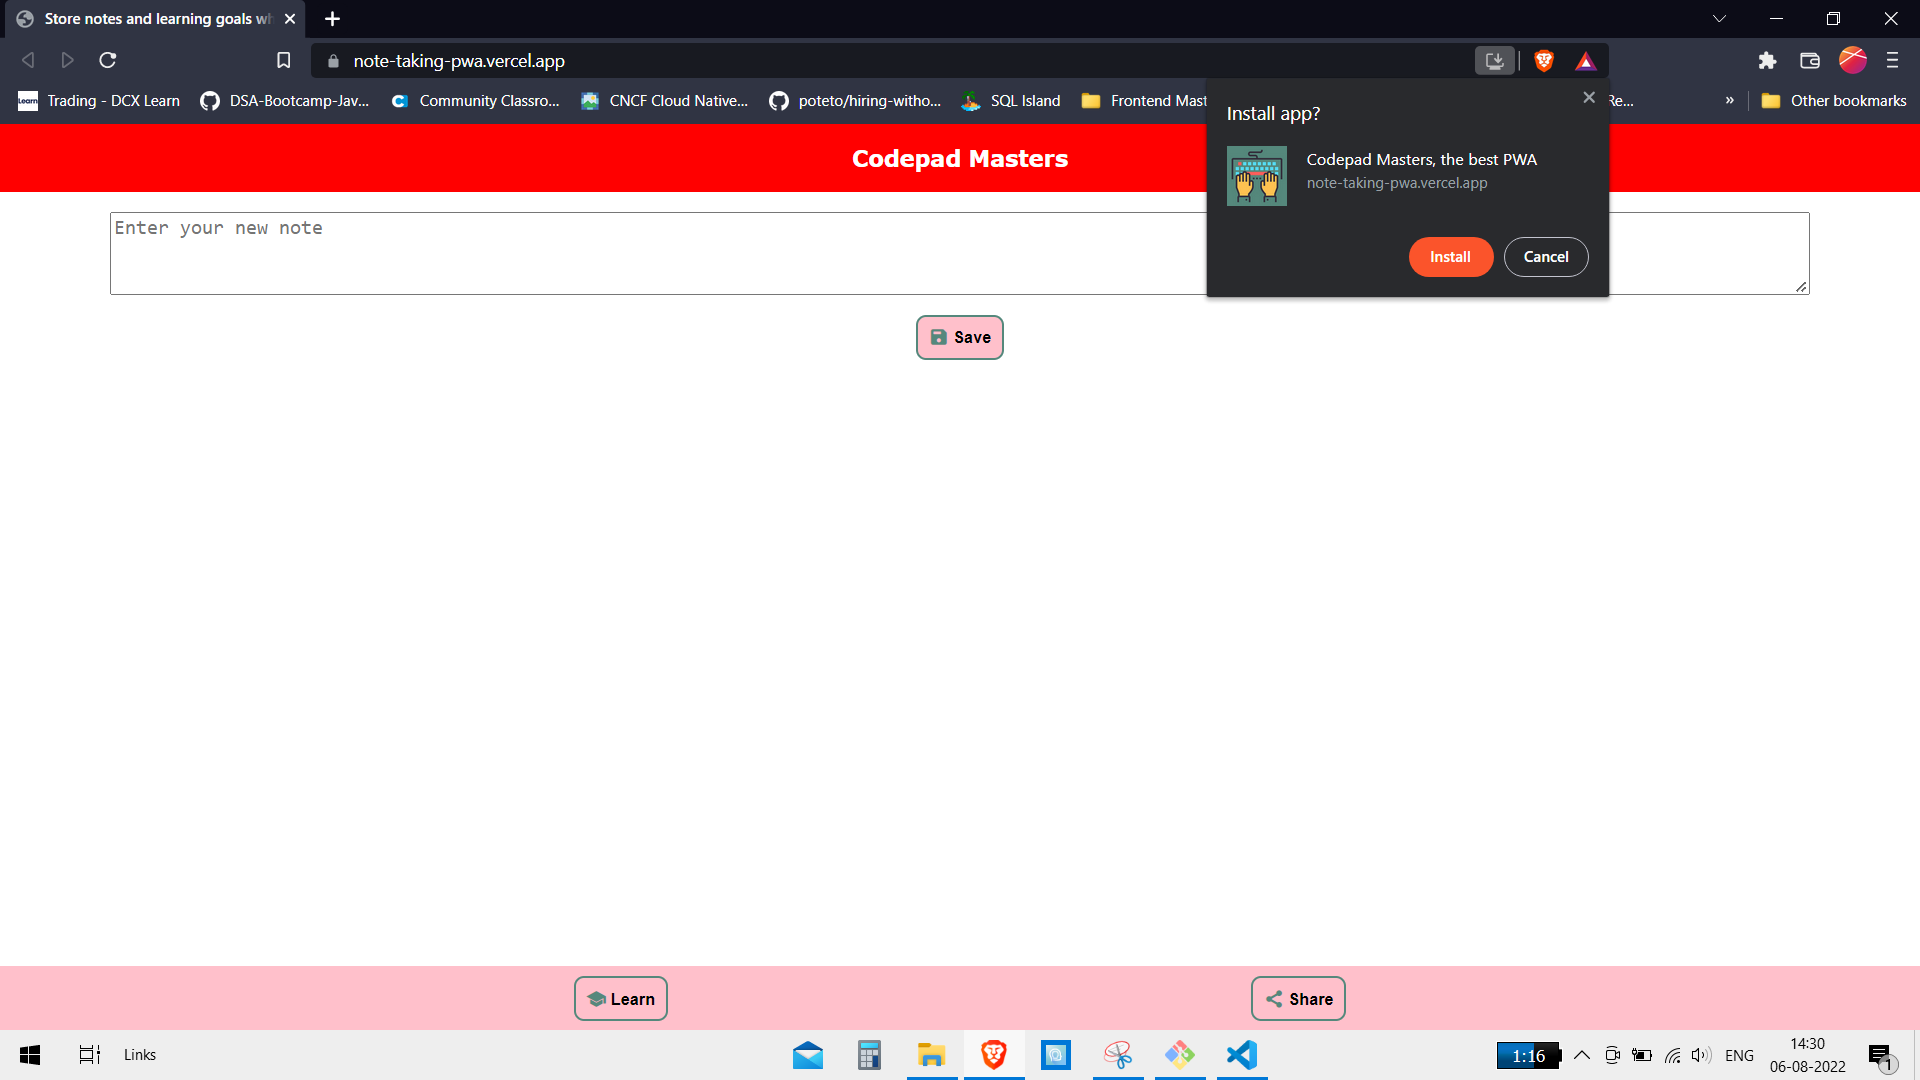 Store notes and learning goals wh
note-taking-pwa.vercel.app
Learn Trading - DCX Learn
DSA-Bootcamp-Jav...
Community Classro...
CNCF Cloud Native...
poteto/hiring-witho...
SQL Island
Frontend Mast
Re...
»
Other bookmarks
Install app?
Codepad Masters, the best PWA
note-taking-pwa.vercel.app
Install
Cancel
Codepad Masters
Enter your new note
Save
Learn
Share
Links
1:16
ENG
14:30
06-08-2022
1